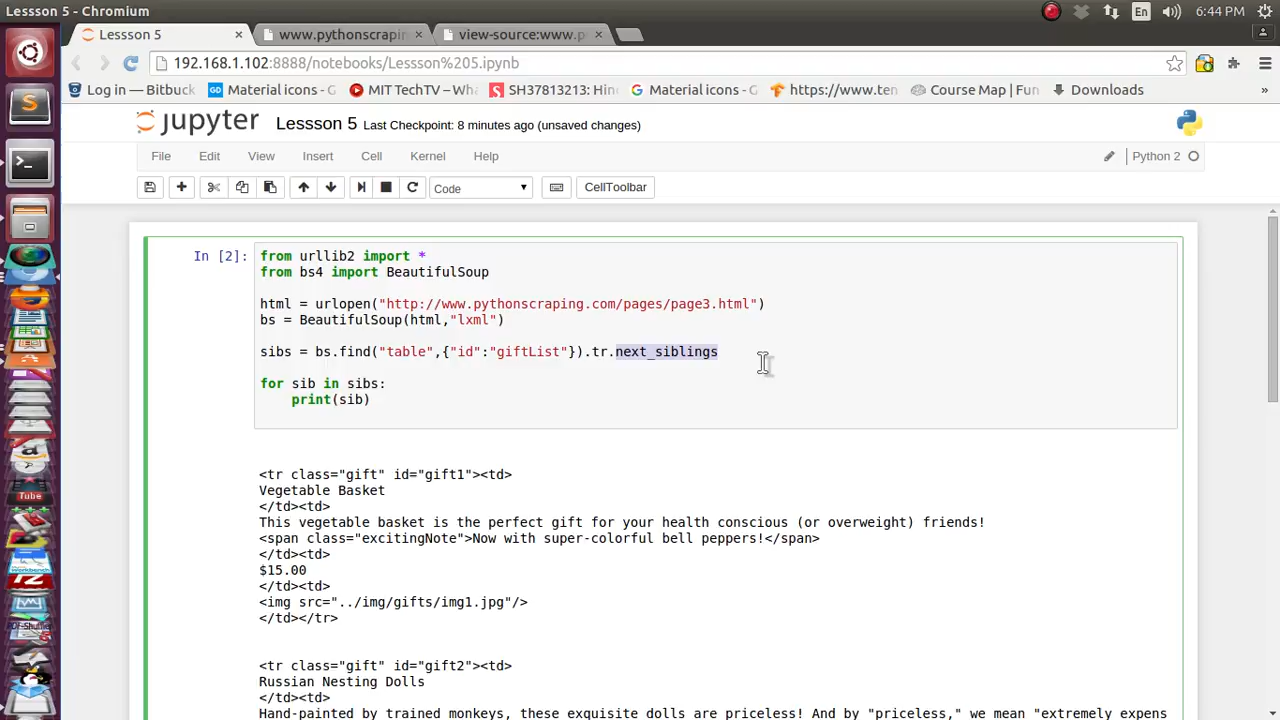 Lessson 5 - Chromium
En
6:44 PM
Lessson 5
www.pythonscrapin
view-source:www.p
192.168.1.102:8888/notebooks/Lessson%205.ipynb
Log in — Bitbuck
Material icons - G
MIT TechTV – Wha
SH37813213: Hind
Material icons - G
https://www.ten
Course Map | Fun
Downloads
»
jupyter
Lessson 5 Last Checkpoint: 8 minutes ago (unsaved changes)
File Edit View Insert Cell Kernel Help
Python 2
Code
CellToolbar
In [2]:
from urllib2 import *
from bs4 import BeautifulSoup
html = urlopen("http://www.pythonscraping.com/pages/page3.html")
bs = BeautifulSoup(html,"lxml")
sibs = bs.find("table",{"id":"giftList"}).tr.next_siblings
for sib in sibs:
    print(sib)
<tr class="gift" id="gift1"><td>
Vegetable Basket
</td><td>
This vegetable basket is the perfect gift for your health conscious (or overweight) friends!
<span class="excitingNote">Now with super-colorful bell peppers!</span>
</td><td>
$15.00
</td><td>
<img src="../img/gifts/img1.jpg"/>
</td></tr>
<tr class="gift" id="gift2"><td>
Russian Nesting Dolls
</td><td>
Hand-painted by trained monkeys, these exquisite dolls are priceless! And by "priceless," we mean "extremely expens
Tube